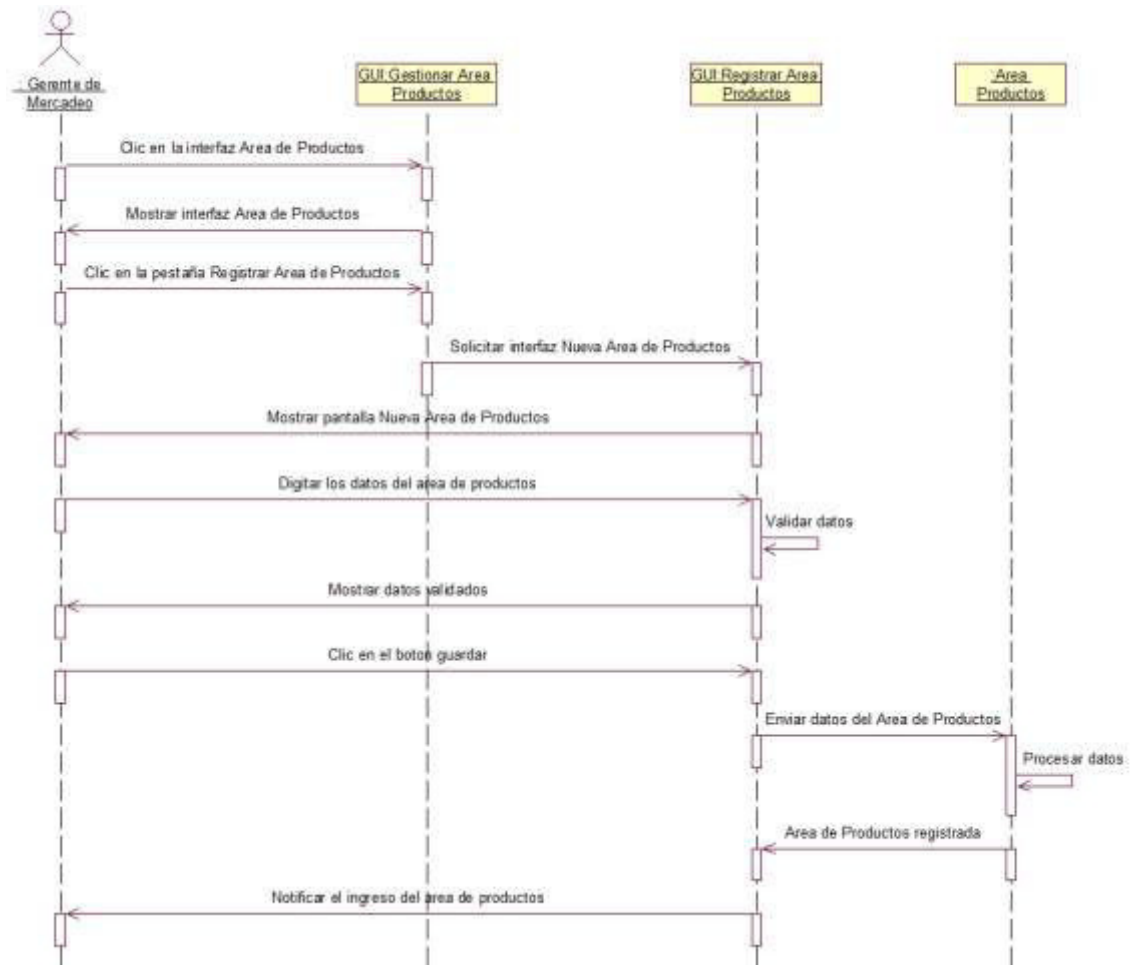 : Gerente de
Mercadeo
GUI:Gestionar Area
Productos
GUI:Registrar Area
Productos
:Area
Productos
Clic en la interfaz Area de Productos
Mostrar interfaz Area de Productos
Clic en la pestaña Registrar Area de Productos
Solicitar interfaz Nueva Area de Productos
Mostrar pantalla Nueva Area de Productos
Digitar los datos del area de productos
Validar datos
Mostrar datos validados
Clic en el boton guardar
Enviar datos del Area de Productos
Procesar datos
Area de Productos registrada
Notificar el ingreso del area de productos